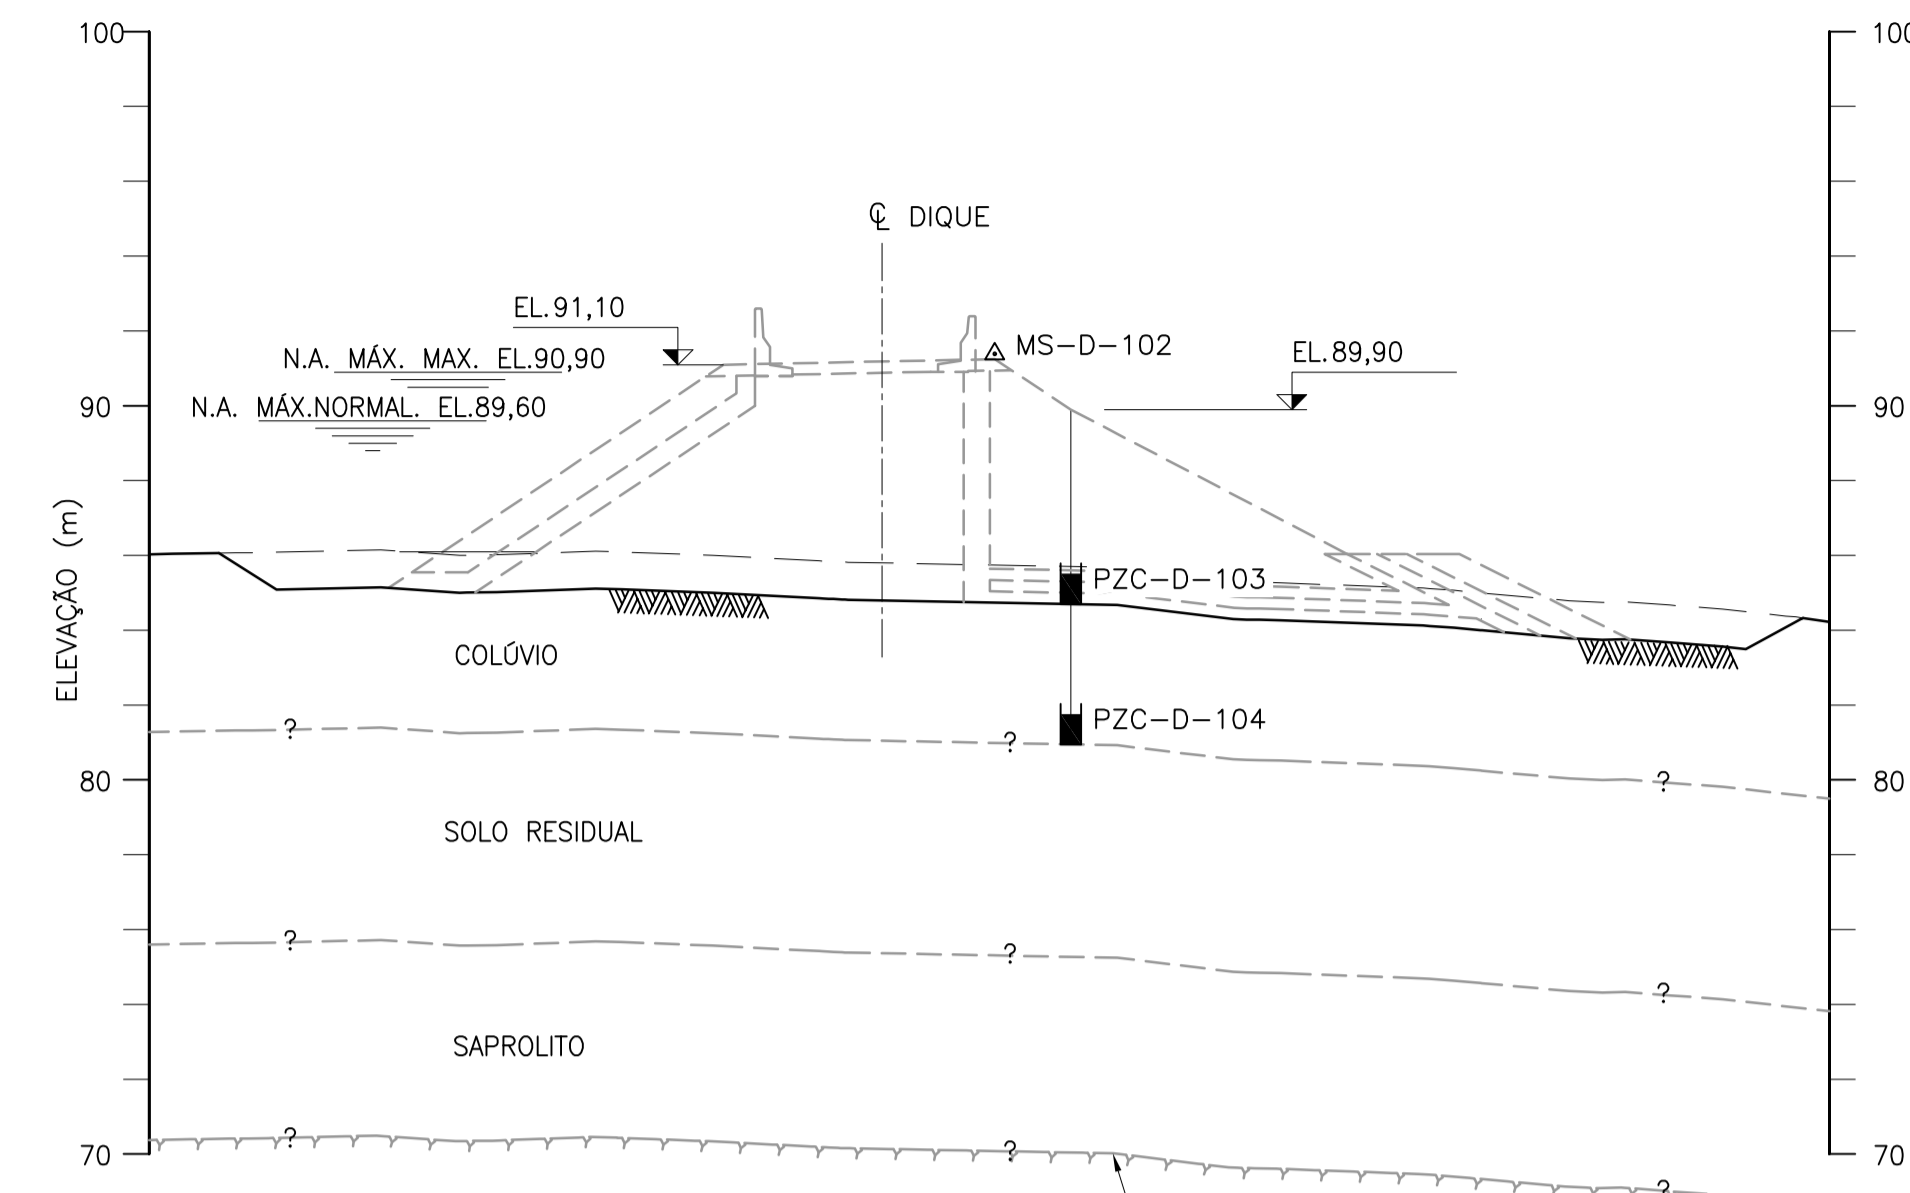 100
100
℄ DIQUE
EL.91,10
MS-D-102
EL.89,90
N.A. MÁX. MAX. EL.90,90
N.A. MÁX.NORMAL. EL.89,60
90
90
ELEVAÇÃO (m)
PZC-D-103
COLÚVIO
PZC-D-104
?
?
?
80
80
SOLO RESIDUAL
?
?
?
SAPROLITO
?
?
?
70
70